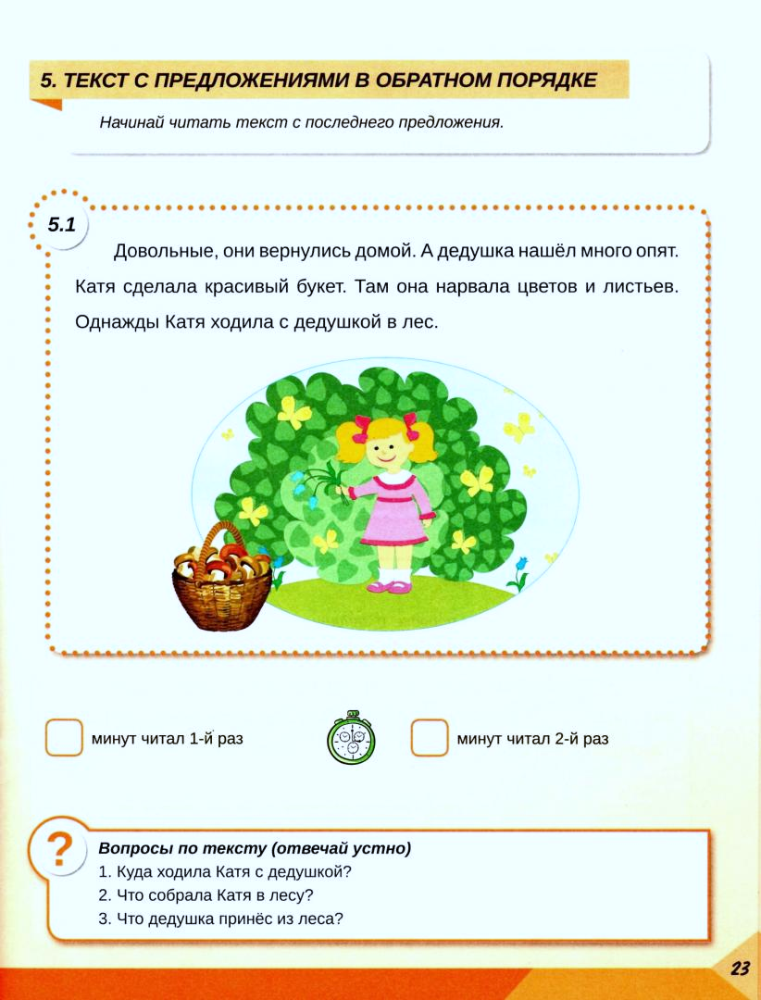 5. ТЕКСТ С ПРЕДЛОЖЕНИЯМИ В ОБРАТНОМ ПОРЯДКЕ
Начинай читать текст с последнего предложения.
5.1
Довольные, они вернулись домой. А дедушка нашёл много опят.
Катя сделала красивый букет. Там она нарвала цветов и листьев.
Однажды Катя ходила с дедушкой в лес.
минут читал 1-й раз
минут читал 2-й раз
?
Вопросы по тексту (отвечай устно)
1. Куда ходила Катя с дедушкой?
2. Что собрала Катя в лесу?
3. Что дедушка принёс из леса?
23